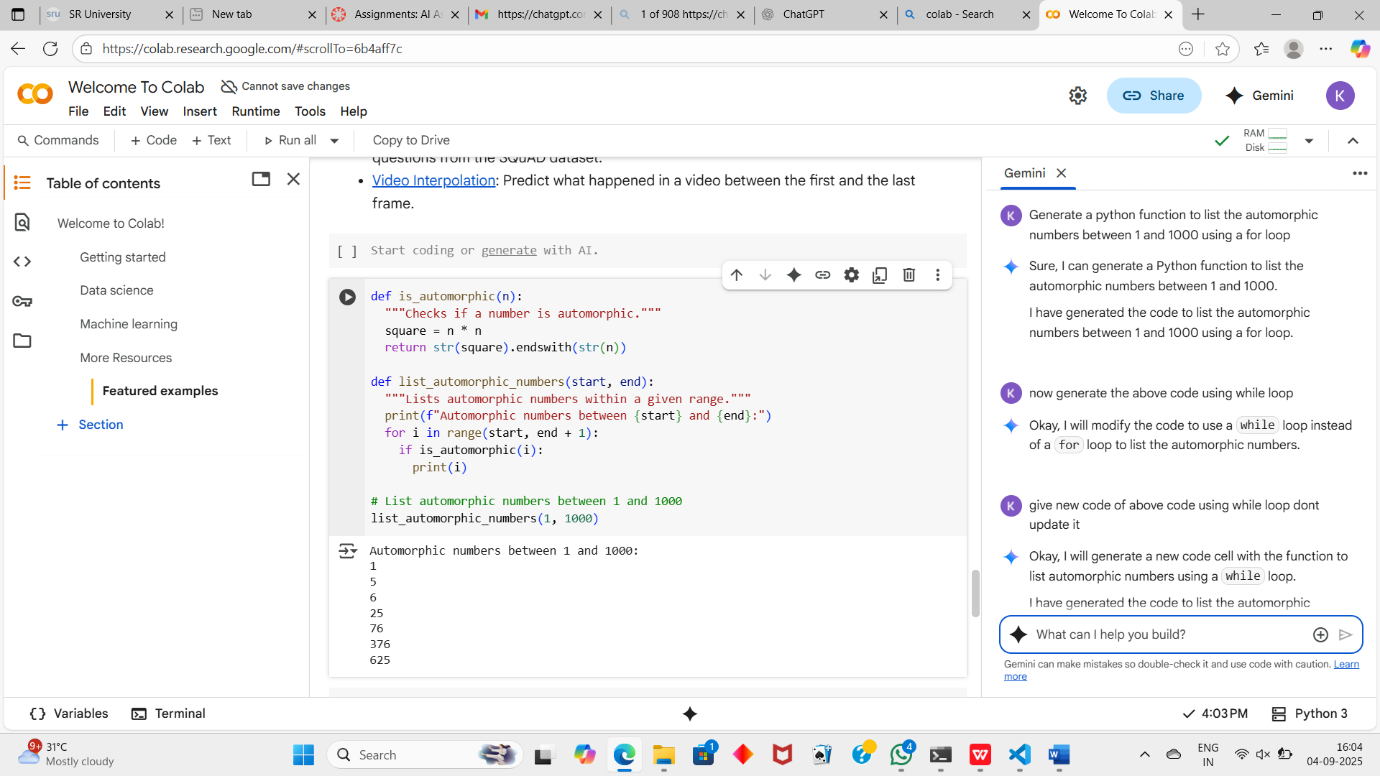 SR University
New tab
Assignments: AI As
https://chatgpt.co
1 of 908 https://ch
ChatGPT
colab - Search
Welcome To Colab
https://colab.research.google.com/#scrollTo=6b4aff7c
Welcome To Colab
Cannot save changes
File Edit View Insert Runtime Tools Help
Share
Gemini
K
Commands + Code + Text Run all Copy to Drive
RAM
Disk
Table of contents
Welcome to Colab!
Getting started
Data science
Machine learning
More Resources
Featured examples
+ Section
questions from the SQUAD dataset.
• Video Interpolation: Predict what happened in a video between the first and the last
frame.
[ ] Start coding or generate with AI.
def is_automorphic(n):
"""Checks if a number is automorphic."""
square = n * n
return str(square).endswith(str(n))
def list_automorphic_numbers(start, end):
"""Lists automorphic numbers within a given range."""
print(f"Automorphic numbers between {start} and {end}:")
for i in range(start, end + 1):
if is_automorphic(i):
print(i)
# List automorphic numbers between 1 and 1000
list_automorphic_numbers(1, 1000)
Automorphic numbers between 1 and 1000:
1
5
6
25
76
376
625
Gemini
K
Generate a python function to list the automorphic
numbers between 1 and 1000 using a for loop
Sure, I can generate a Python function to list the
automorphic numbers between 1 and 1000.
I have generated the code to list the automorphic
numbers between 1 and 1000 using a for loop.
K
now generate the above code using while loop
Okay, I will modify the code to use a while loop instead
of a for loop to list the automorphic numbers.
K
give new code of above code using while loop dont
update it
Okay, I will generate a new code cell with the function to
list automorphic numbers using a while loop.
I have generated the code to list the automorphic
What can I help you build?
Gemini can make mistakes so double-check it and use code with caution. Learn
more
{} Variables
Terminal
4:03 PM
Python 3
9+
31°C
Mostly cloudy
Search
1
4
ENG
IN
16:04
04-09-2025